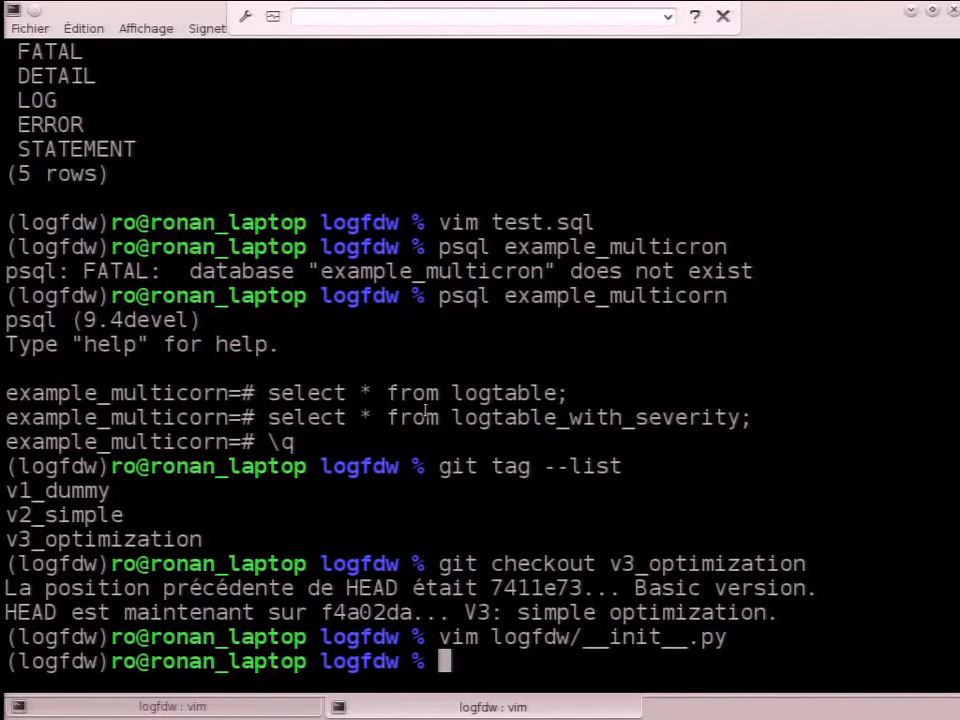 Fichier Édition Affichage Signet
?
FATAL
DETAIL
LOG
ERROR
STATEMENT
(5 rows)
(logfdw)ro@ronan_laptop logfdw % vim test.sql
(logfdw)ro@ronan_laptop logfdw % psql example_multicron
psql: FATAL:  database "example_multicron" does not exist
(logfdw)ro@ronan_laptop logfdw % psql example_multicorn
psql (9.4devel)
Type "help" for help.
example_multicorn=# select * from logtable;
example_multicorn=# select * from logtable_with_severity;
example_multicorn=# \q
(logfdw)ro@ronan_laptop logfdw % git tag --list
v1_dummy
v2_simple
v3_optimization
(logfdw)ro@ronan_laptop logfdw % git checkout v3_optimization
La position précédente de HEAD était 7411e73... Basic version.
HEAD est maintenant sur f4a02da... V3: simple optimization.
(logfdw)ro@ronan_laptop logfdw % vim logfdw/__init__.py
(logfdw)ro@ronan_laptop logfdw %
logfdw : vim
logfdw : vim